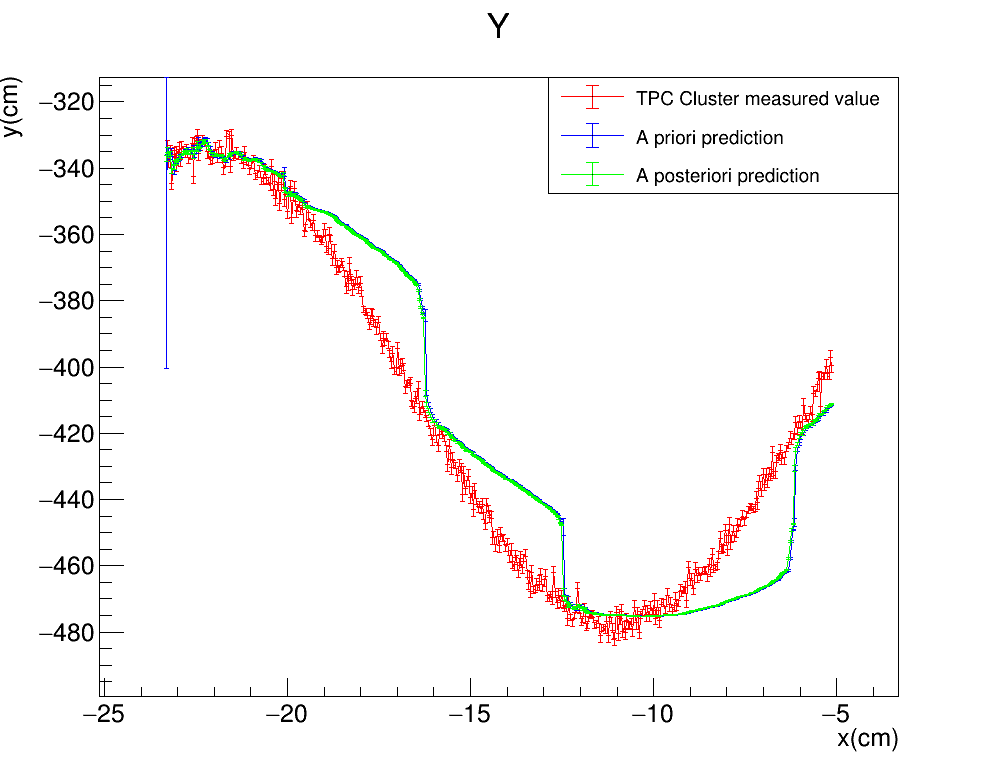 Y
y(cm)
−320
−340
−360
−380
−400
−420
−440
−460
−480
TPC Cluster measured value
A priori prediction
A posteriori prediction
−25
−20
−15
−10
−5
x(cm)